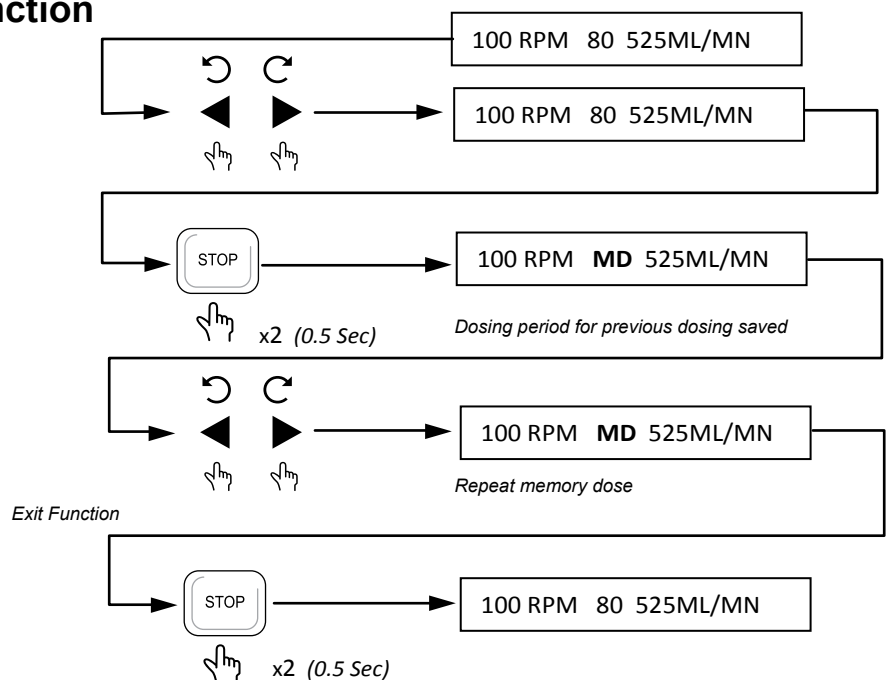 nction
100 RPM 80 525ML/MN
100 RPM 80 525ML/MN
STOP
100 RPM MD 525ML/MN
x2 (0.5 Sec)
Dosing period for previous dosing saved
100 RPM MD 525ML/MN
Repeat memory dose
Exit Function
STOP
100 RPM 80 525ML/MN
x2 (0.5 Sec)